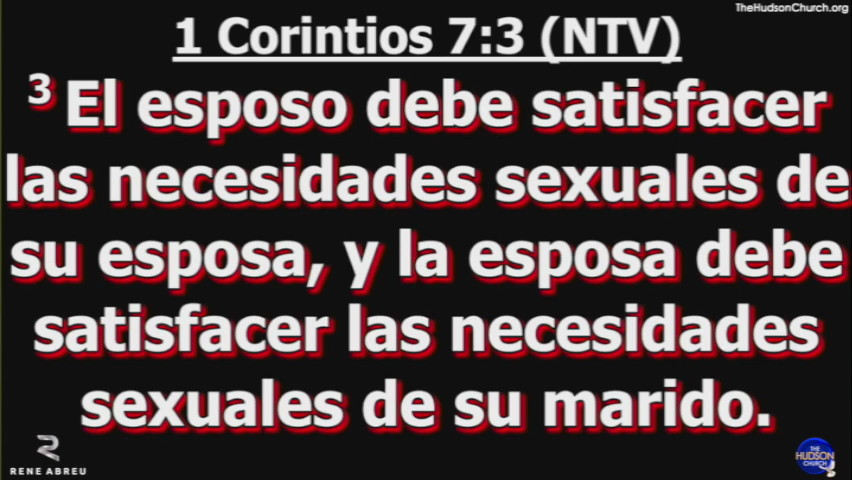 TheHudsonChurch.org
1 Corintios 7:3 (NTV)
3 El esposo debe satisfacer
las necesidades sexuales de
su esposa, y la esposa debe
satisfacer las necesidades
sexuales de su marido.
RENE ABREU
THE
HUDSON
CHURCH